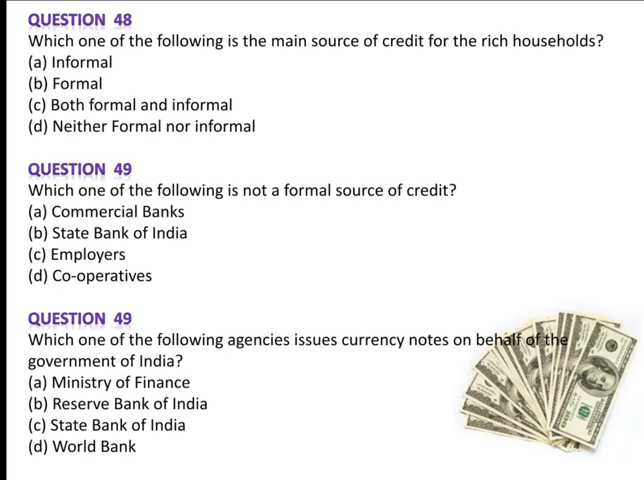 QUESTION 48
Which one of the following is the main source of credit for the rich households?
(a) Informal
(b) Formal
(c) Both formal and informal
(d) Neither Formal nor informal
QUESTION 49
Which one of the following is not a formal source of credit?
(a) Commercial Banks
(b) State Bank of India
(c) Employers
(d) Co-operatives
QUESTION 49
Which one of the following agencies issues currency notes on behalf of the
government of India?
(a) Ministry of Finance
(b) Reserve Bank of India
(c) State Bank of India
(d) World Bank